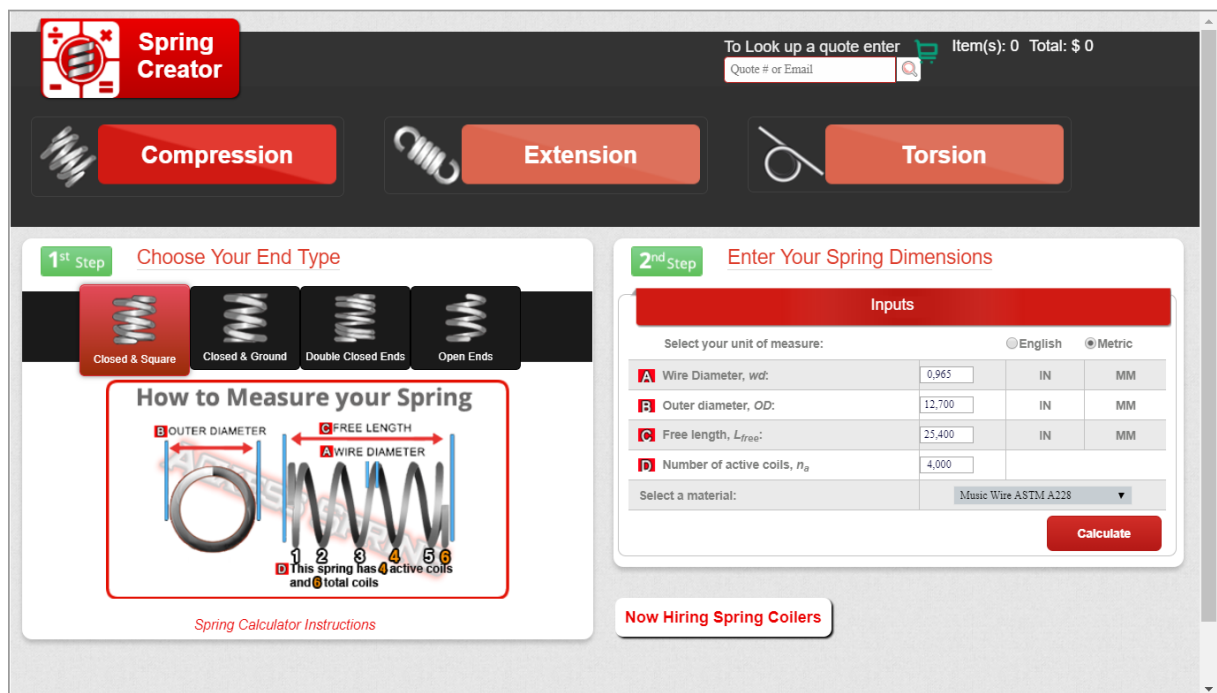 Spring
Creator
To Look up a quote enter
Item(s): 0 Total: $ 0
Quote # or Email
Compression
Extension
Torsion
1st Step
Choose Your End Type
Closed & Square
Closed & Ground
Double Closed Ends
Open Ends
How to Measure your Spring
B OUTER DIAMETER
C FREE LENGTH
A WIRE DIAMETER
1 2 3 4 5 6
D This spring has 4 active coils
and 6 total coils
Spring Calculator Instructions
2nd Step
Enter Your Spring Dimensions
Inputs
Select your unit of measure: English Metric
A Wire Diameter, wd: 0,965 IN MM
B Outer diameter, OD: 12,700 IN MM
C Free length, Lfree: 25,400 IN MM
D Number of active coils, na 4,000
Select a material: Music Wire ASTM A228
Calculate
Now Hiring Spring Coilers